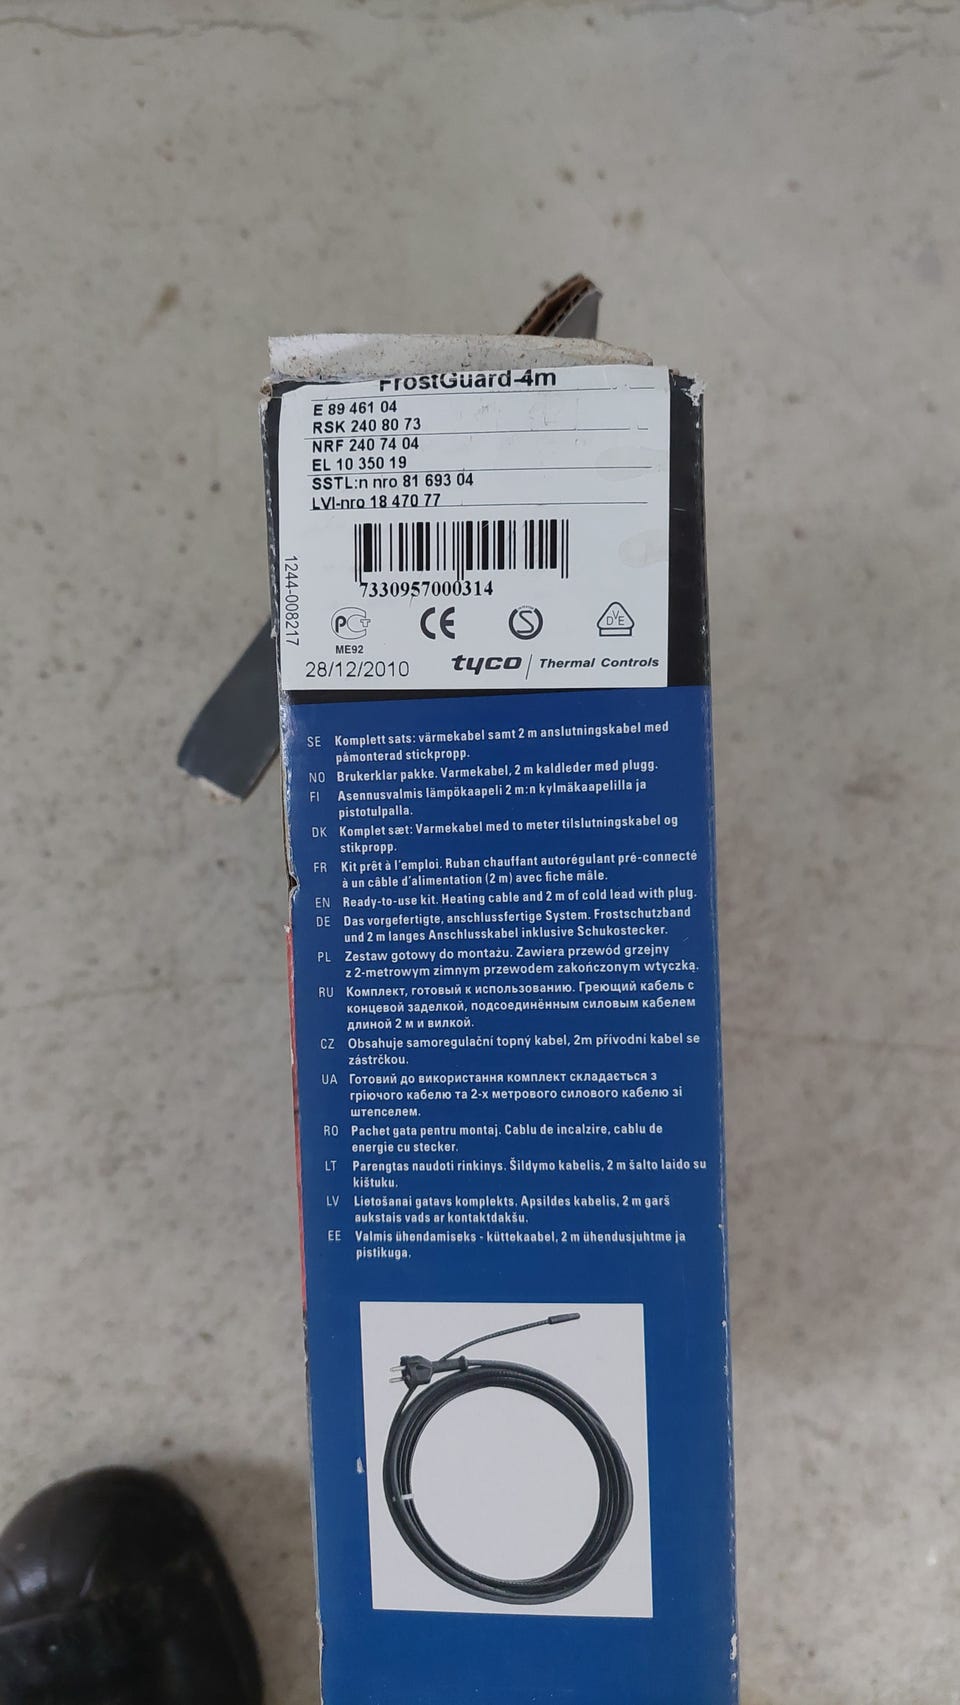 FrostGuard-4m
E 89 461 04
RSK 240 80 73
NRF 240 74 04
EL 10 350 19
SSTL:n nro 81 693 04
LVI-nro 18 470 77
7330957000314
1244-008217
ME92
28/12/2010
tyco / Thermal Controls
SE Komplett sats: värmekabel samt 2 m anslutningskabel med
påmonterad stickpropp.
NO Brukerklar pakke. Varmekabel, 2 m kaldleder med plugg.
FI Asennusvalmis lämpökaapeli 2 m:n kylmäkaapelilla ja
pistotulpalla.
DK Komplet sæt: Varmekabel med to meter tilslutningskabel og
stikpropp.
FR Kit prêt à l'emploi. Ruban chauffant autorégulant pré-connecté
à un câble d'alimentation (2 m) avec fiche mâle.
EN Ready-to-use kit. Heating cable and 2 m of cold lead with plug.
DE Das vorgefertigte, anschlussfertige System. Frostschutzband
und 2 m langes Anschlusskabel inklusive Schukostecker.
PL Zestaw gotowy do montażu. Zawiera przewód grzejny
z 2-metrowym zimnym przewodem zakończonym wtyczką.
RU Комплект, готовый к использованию. Греющий кабель с
концевой заделкой, подсоединённым силовым кабелем
длиной 2 м и вилкой.
CZ Obsahuje samoregulační topný kabel, 2m přívodní kabel se
zástrčkou.
UA Готовий до використання комплект складається з
гріючого кабелю та 2-х метрового силового кабелю зі
штепселем.
RO Pachet gata pentru montaj. Cablu de incalzire, cablu de
energie cu stecker.
LT Parengtas naudoti rinkinys. Šildymo kabelis, 2 m šalto laido su
kištuku.
LV Lietošanai gatavs komplekts. Apsildes kabelis, 2 m garš
aukstais vads ar kontaktdakšu.
EE Valmis ühendamiseks - küttekaabel, 2 m ühendusjuhtme ja
pistikuga.